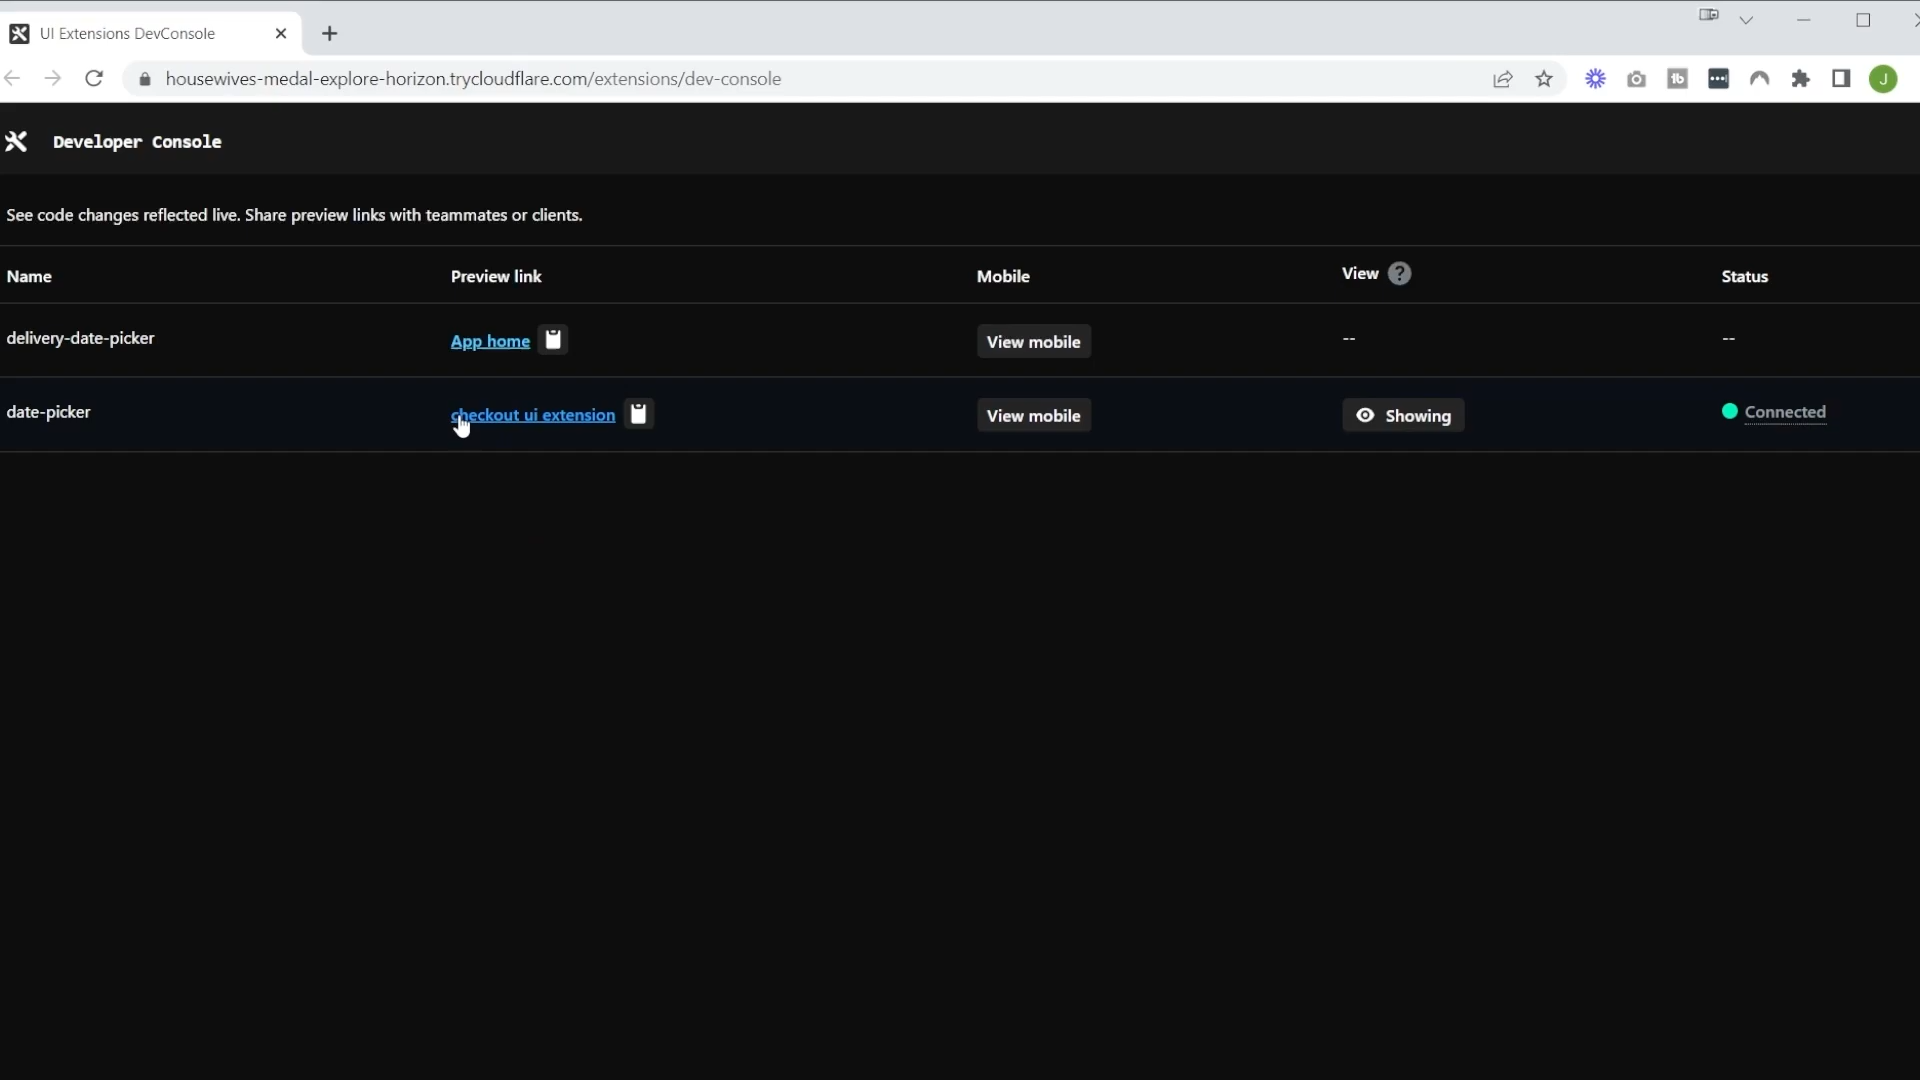 UI Extensions DevConsole
housewives-medal-explore-horizon.trycloudflare.com/extensions/dev-console
tb
J
Developer Console
See code changes reflected live. Share preview links with teammates or clients.
Name Preview link Mobile View ? Status
delivery-date-picker App home View mobile -- --
date-picker checkout ui extension View mobile Showing Connected